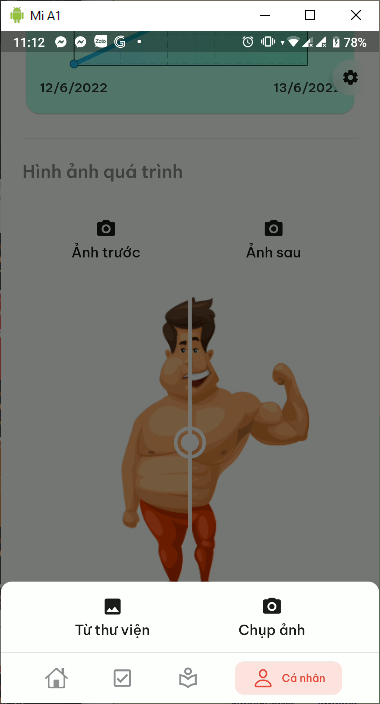 Mi A1
11:12
Zalo
78%
12/6/2022
13/6/2022
Hình ảnh quá trình
Ảnh trước
Ảnh sau
Từ thư viện
Chụp ảnh
Cá nhân